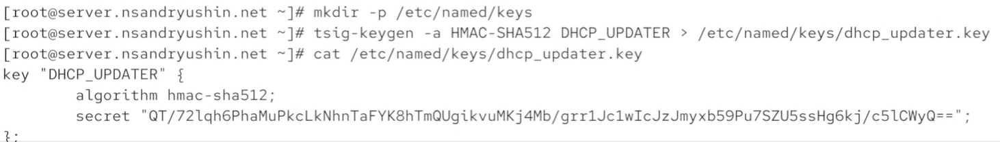 [root@server.nsandryushin.net ~]# mkdir -p /etc/named/keys
[root@server.nsandryushin.net ~]# tsig-keygen -a HMAC-SHA512 DHCP_UPDATER > /etc/named/keys/dhcp_updater.key
[root@server.nsandryushin.net ~]# cat /etc/named/keys/dhcp_updater.key
key "DHCP_UPDATER" {
        algorithm hmac-sha512;
        secret "QT/72lqh6PhaMuPkcLkNhnTaFYK8hTmQUgikvuMKj4Mb/grr1Jc1wIcJzJmyxb59Pu7SZU5ssHg6kj/c5lCWyQ==";
};